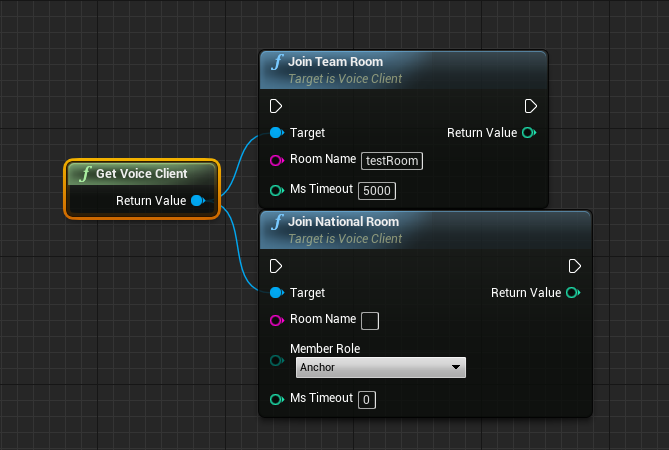 f Join Team Room
Target is Voice Client
Target
Return Value
Room Name testRoom
Ms Timeout 5000
f Get Voice Client
Return Value
f Join National Room
Target is Voice Client
Target
Return Value
Room Name
Member Role
Anchor
Ms Timeout 0